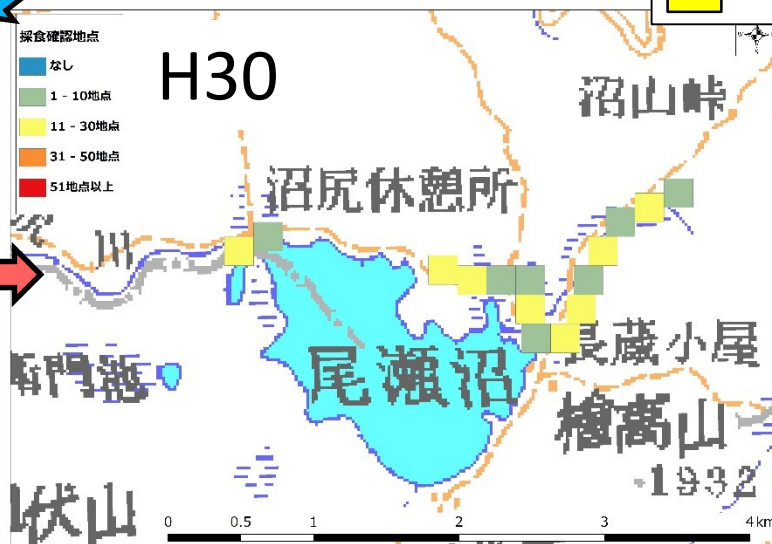 採食確認地点
なし
1 - 10地点
11 - 30地点
31 - 50地点
51地点以上
H30
沼山峠
沼尻休憩所
川
尾瀬沼
長蔵小屋
檜高山
1932
伏山
0 0.5 1 2 3 4km